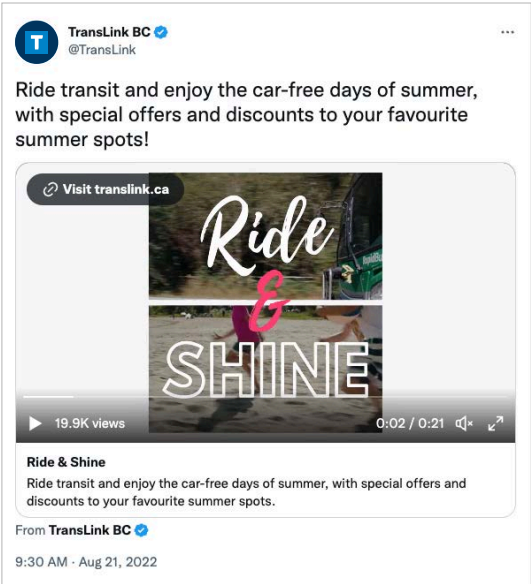 T
TransLink BC
@TransLink
Ride transit and enjoy the car-free days of summer,
with special offers and discounts to your favourite
summer spots!
Visit translink.ca
Ride
&
SHINE
19.9K views
0:02 / 0:21
Ride & Shine
Ride transit and enjoy the car-free days of summer, with special offers and
discounts to your favourite summer spots.
From TransLink BC
9:30 AM · Aug 21, 2022